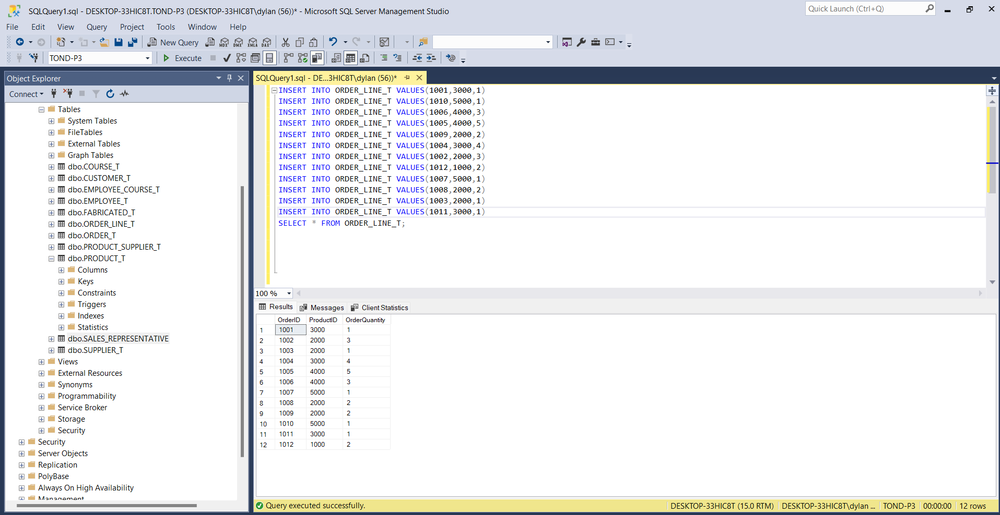 SQLQuery1.sql - DESKTOP-33HIC8T.TOND-P3 (DESKTOP-33HIC8T\dylan (56))* - Microsoft SQL Server Management Studio
Quick Launch (Ctrl+Q)
File Edit View Query Project Tools Window Help
New Query MDX DMX XMLA DAX
TOND-P3 Execute
Object Explorer
Connect
Tables
System Tables
FileTables
External Tables
Graph Tables
dbo.COURSE_T
dbo.CUSTOMER_T
dbo.EMPLOYEE_COURSE_T
dbo.EMPLOYEE_T
dbo.FABRICATED_T
dbo.ORDER_LINE_T
dbo.ORDER_T
dbo.PRODUCT_SUPPLIER_T
dbo.PRODUCT_T
Columns
Keys
Constraints
Triggers
Indexes
Statistics
dbo.SALES_REPRESENTATIVE
dbo.SUPPLIER_T
Views
External Resources
Synonyms
Programmability
Service Broker
Storage
Security
Security
Server Objects
Replication
PolyBase
Always On High Availability
Management
SQLQuery1.sql - DE...3HIC8T\dylan (56))*
INSERT INTO ORDER_LINE_T VALUES(1001,3000,1)
INSERT INTO ORDER_LINE_T VALUES(1010,5000,1)
INSERT INTO ORDER_LINE_T VALUES(1006,4000,3)
INSERT INTO ORDER_LINE_T VALUES(1005,4000,5)
INSERT INTO ORDER_LINE_T VALUES(1009,2000,2)
INSERT INTO ORDER_LINE_T VALUES(1004,3000,4)
INSERT INTO ORDER_LINE_T VALUES(1002,2000,3)
INSERT INTO ORDER_LINE_T VALUES(1012,1000,2)
INSERT INTO ORDER_LINE_T VALUES(1007,5000,1)
INSERT INTO ORDER_LINE_T VALUES(1008,2000,2)
INSERT INTO ORDER_LINE_T VALUES(1003,2000,1)
INSERT INTO ORDER_LINE_T VALUES(1011,3000,1)
SELECT * FROM ORDER_LINE_T;
100 %
Results Messages Client Statistics
OrderID ProductID OrderQuantity
1 1001 3000 1
2 1002 2000 3
3 1003 2000 1
4 1004 3000 4
5 1005 4000 5
6 1006 4000 3
7 1007 5000 1
8 1008 2000 2
9 1009 2000 2
10 1010 5000 1
11 1011 3000 1
12 1012 1000 2
Query executed successfully. DESKTOP-33HIC8T (15.0 RTM) DESKTOP-33HIC8T\dylan ... TOND-P3 00:00:00 12 rows